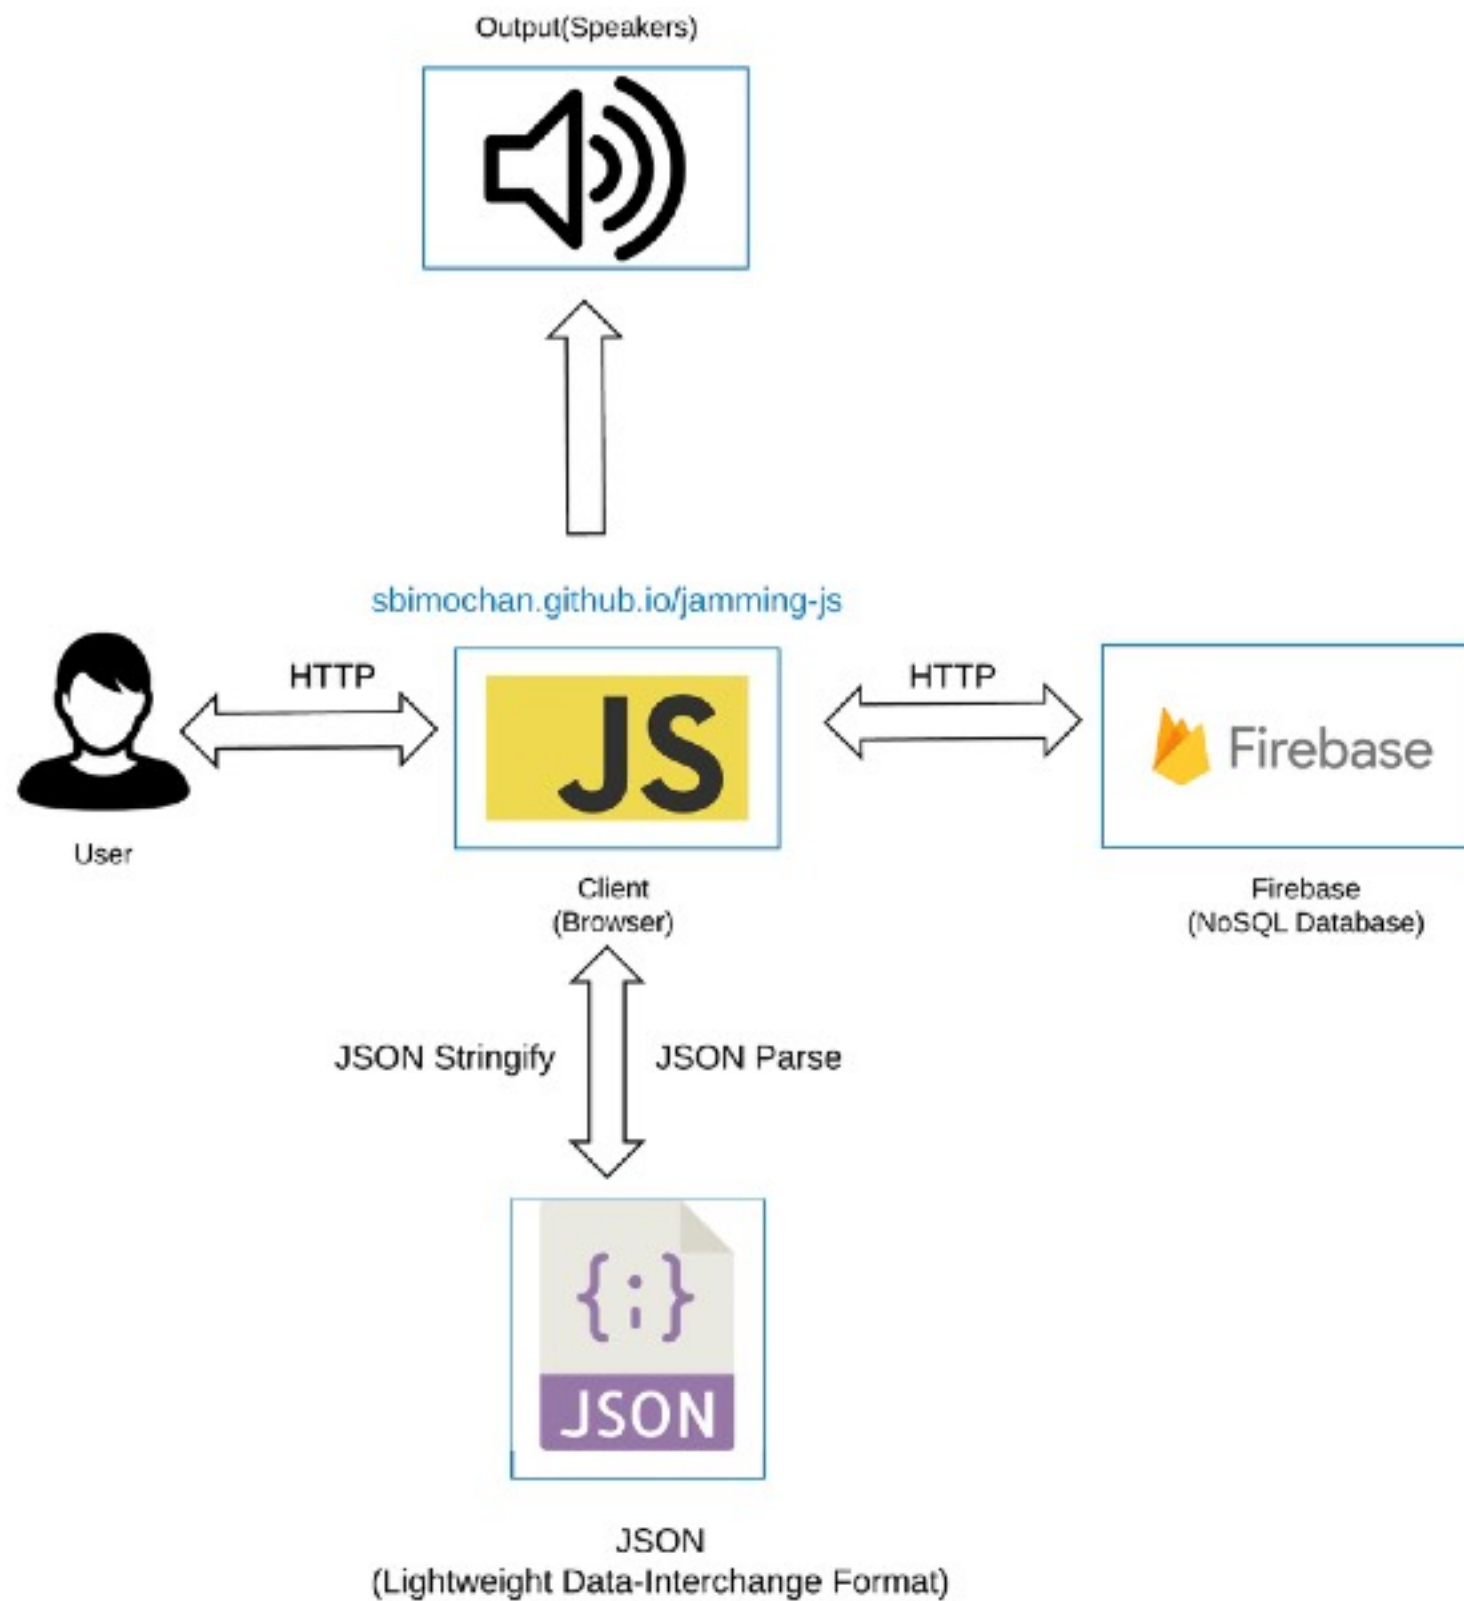 Output(Speakers)
sbimochan.github.io/jamming-js
HTTP
HTTP
JS
Firebase
User
Client
(Browser)
Firebase
(NoSQL Database)
JSON Stringify
JSON Parse
{;}
JSON
JSON
(Lightweight Data-Interchange Format)